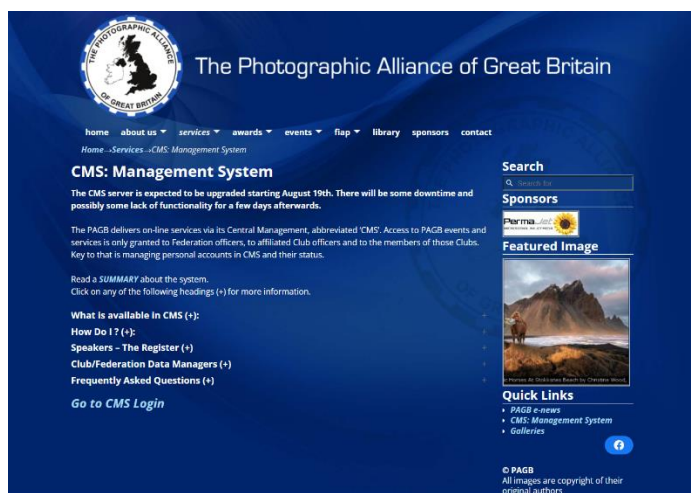 THE PHOTOGRAPHIC ALLIANCE
OF GREAT BRITAIN
The Photographic Alliance of Great Britain
home about us services awards events fiap library sponsors contact
Home→Services→CMS: Management System
CMS: Management System
The CMS server is expected to be upgraded starting August 19th. There will be some downtime and
possibly some lack of functionality for a few days afterwards.
The PAGB delivers on-line services via its Central Management, abbreviated ‘CMS’. Access to PAGB events and
services is only granted to Federation officers, to affiliated Club officers and to the members of those Clubs.
Key to that is managing personal accounts in CMS and their status.
Read a SUMMARY about the system.
Click on any of the following headings (+) for more information.
What is available in CMS (+):
How Do I ? (+):
Speakers – The Register (+)
Club/Federation Data Managers (+)
Frequently Asked Questions (+)
Go to CMS Login
Search
Search for
Sponsors
PermaJet
Featured Image
Horses At Stokksnes Beach by Christine Wood,
Quick Links
PAGB e-news
CMS: Management System
Galleries
© PAGB
All images are copyright of their
original authors